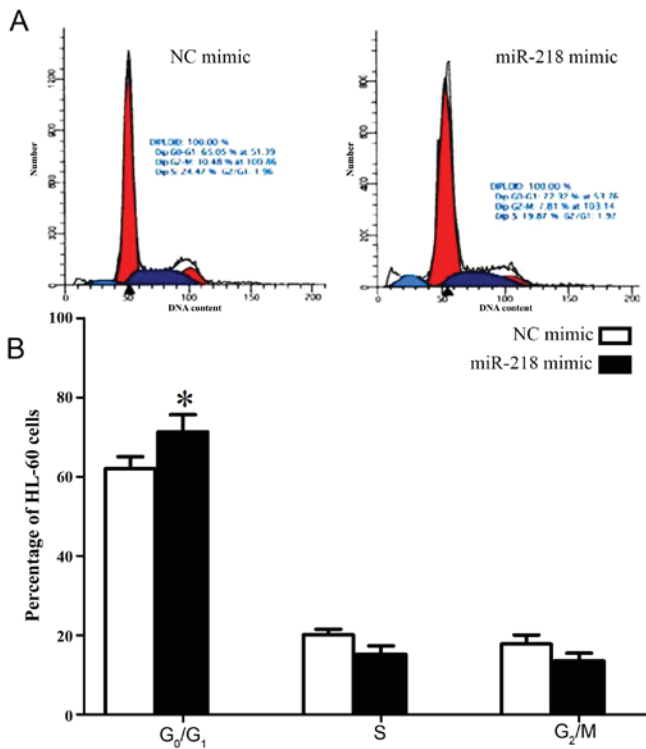 A
NC mimic
miR-218 mimic
Number
1200
900
600
300
0
DIPLOID: 100.00 %
Dip G0-G1: 65.05 % at 51.39
Dip G2-M: 10.48 % at 100.86
Dip S: 24.47 % G2/G1: 1.96
0
50
100
150
200
DNA content
Number
800
600
400
200
0
DIPLOID: 100.00 %
Dip G0-G1: 72.32 % at 53.76
Dip G2-M: 7.81 % at 103.14
Dip S: 19.87 % G2/G1: 1.92
0
50
100
150
200
DNA content
B
NC mimic
miR-218 mimic
Percentage of HL-60 cells
100
80
60
40
20
0
*
G0/G1
S
G2/M